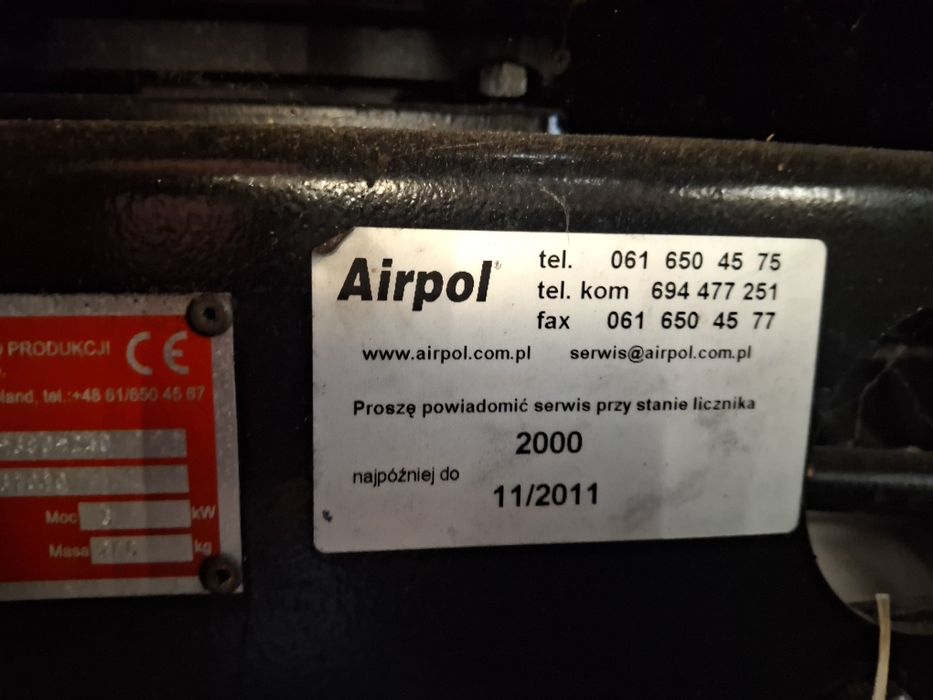 Airpol®
tel. 061 650 45 75
tel. kom 694 477 251
fax 061 650 45 77
www.airpol.com.pl serwis@airpol.com.pl
Proszę powiadomić serwis przy stanie licznika
2000
najpóźniej do
11/2011
PRODUKCJI CE
tel.:+48 61/650 45 67
Moc kW
Masa kg